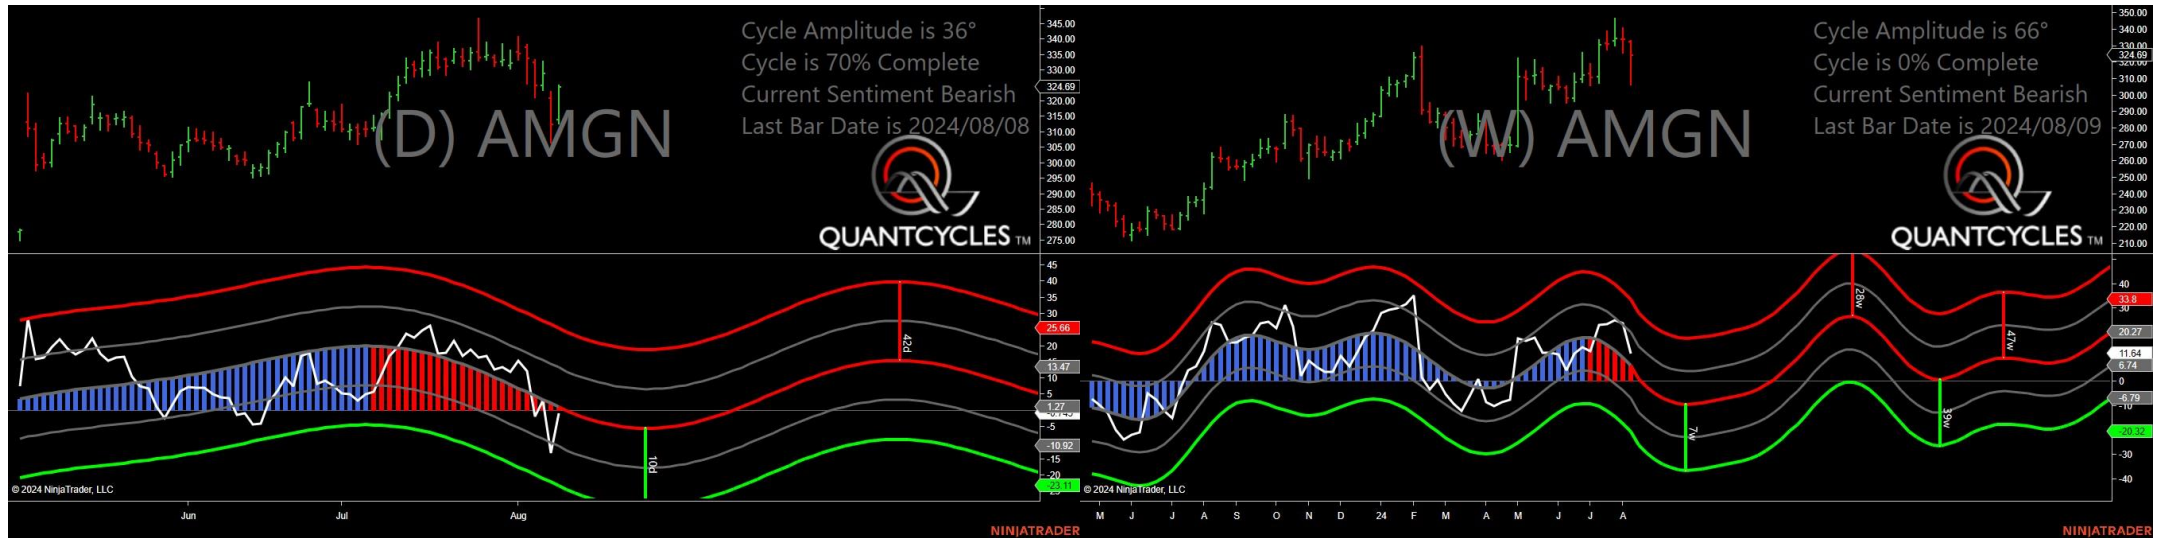 Cycle Amplitude is 36°
Cycle is 70% Complete
Current Sentiment Bearish
Last Bar Date is 2024/08/08
(D) AMGN
QUANTCYCLES TM
345.00
340.00
335.00
330.00
324.69
320.00
315.00
310.00
305.00
300.00
295.00
290.00
285.00
280.00
275.00
45
40
35
30
25.66
20
15
13.47
10
5
1.27
-5
-10.92
-15
-20
-23.11
42d
10d
© 2024 NinjaTrader, LLC
Jun
Jul
Aug
NINJATRADER
Cycle Amplitude is 66°
Cycle is 0% Complete
Current Sentiment Bearish
Last Bar Date is 2024/08/09
(W) AMGN
QUANTCYCLES TM
350.00
340.00
330.00
324.69
320.00
310.00
300.00
290.00
280.00
270.00
260.00
250.00
240.00
230.00
220.00
210.00
40
33.8
30
20.27
11.64
6.74
0
-6.79
-10
-20.32
-30
-40
28w
47w
7w
39w
© 2024 NinjaTrader, LLC
M J J A S O N D 24 F M A M J J A
NINJATRADER